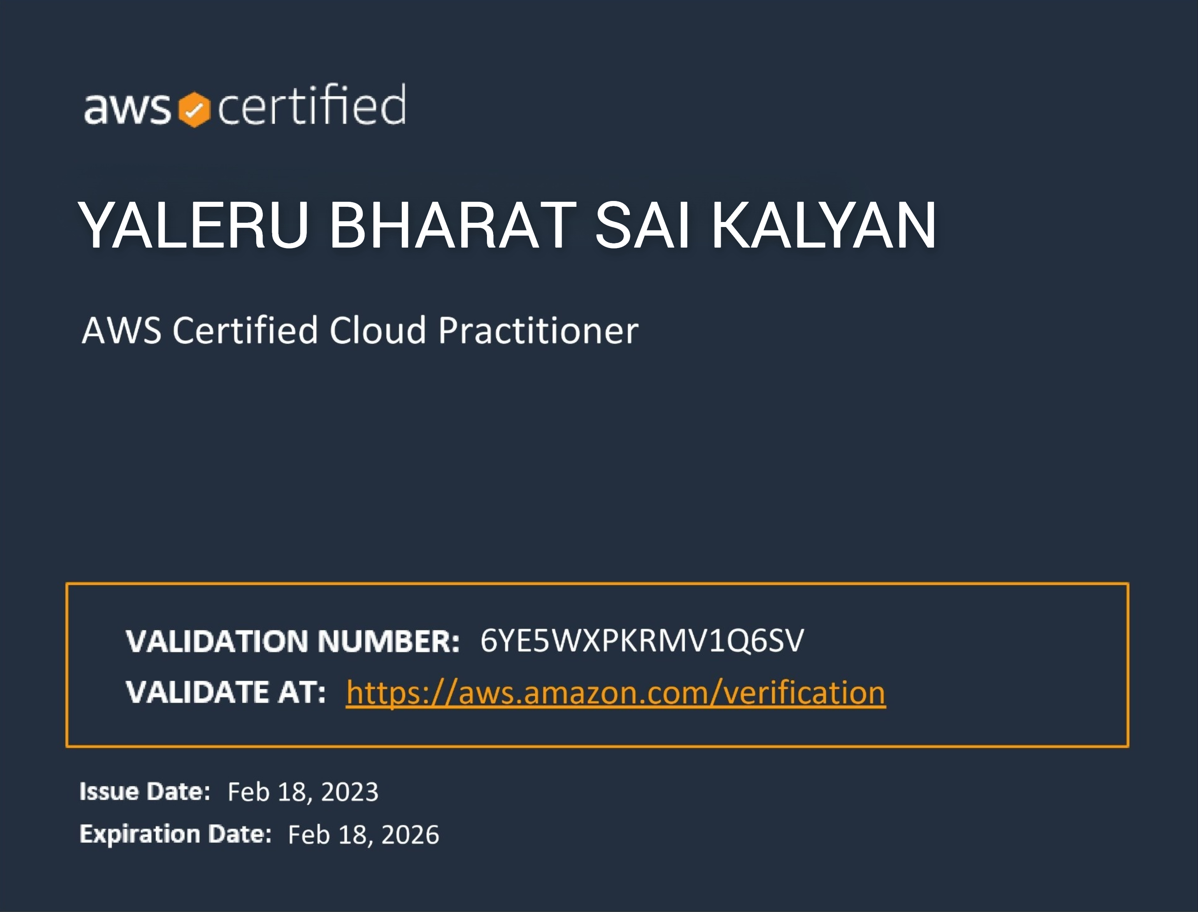 aws certified
YALERU BHARAT SAI KALYAN
AWS Certified Cloud Practitioner
VALIDATION NUMBER: 6YE5WXPKRMV1Q6SV
VALIDATE AT: https://aws.amazon.com/verification
Issue Date: Feb 18, 2023
Expiration Date: Feb 18, 2026